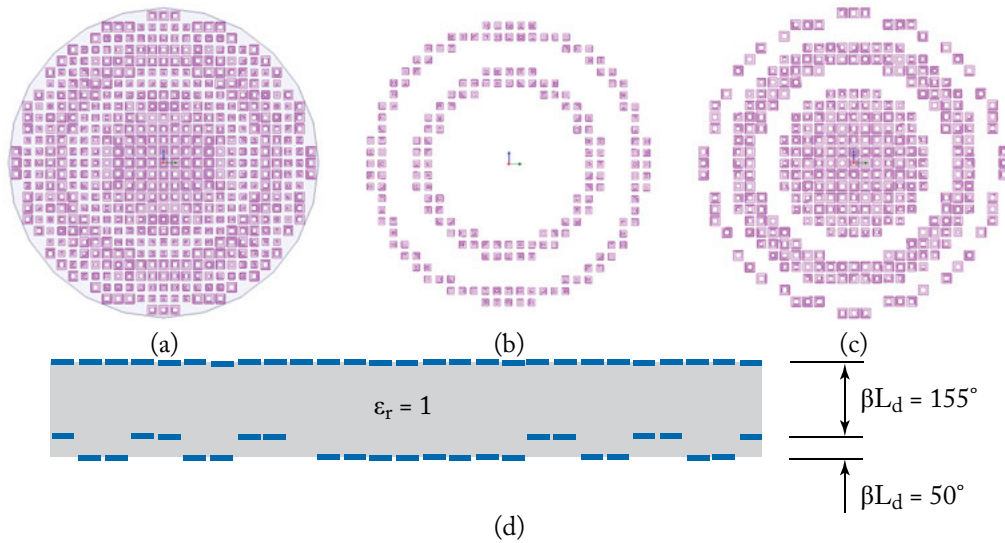 (a)
(b)
(c)
εr = 1
βLd = 155°
βLd = 50°
(d)